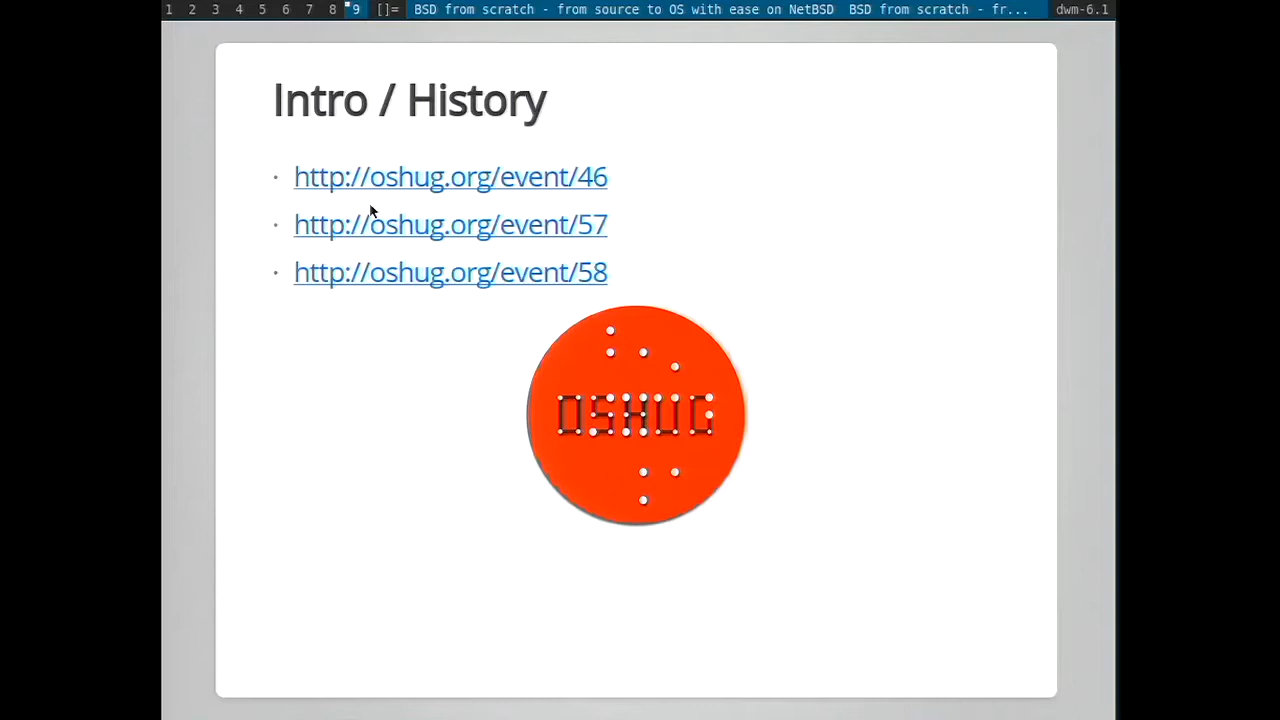 1 2 3 4 5 6 7 8 9 []= BSD from scratch - from source to OS with ease on NetBSD BSD from scratch - fr... dwm-6.1
Intro / History
· http://oshug.org/event/46
· http://oshug.org/event/57
· http://oshug.org/event/58
OSHUG